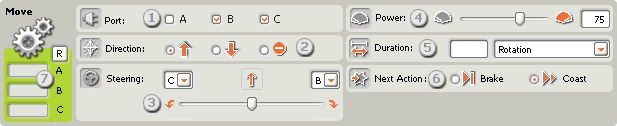 Move
R
A
B
C
7
Port: 1 A B C
Direction: 2
Steering: C B
3
Power: 4 75
Duration: 5 Rotation
Next Action: 6 Brake Coast